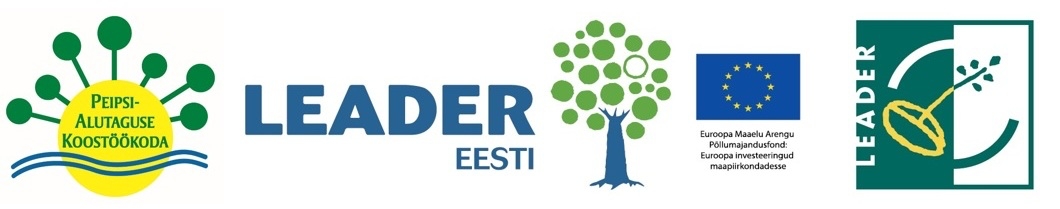 PEIPSI-
ALUTAGUSE
KOOSTÖÖKODA
LEADER
EESTI
Euroopa Maaelu Arengu
Põllumajandusfond:
Euroopa investeeringud
maapiirkondadesse
LEADER